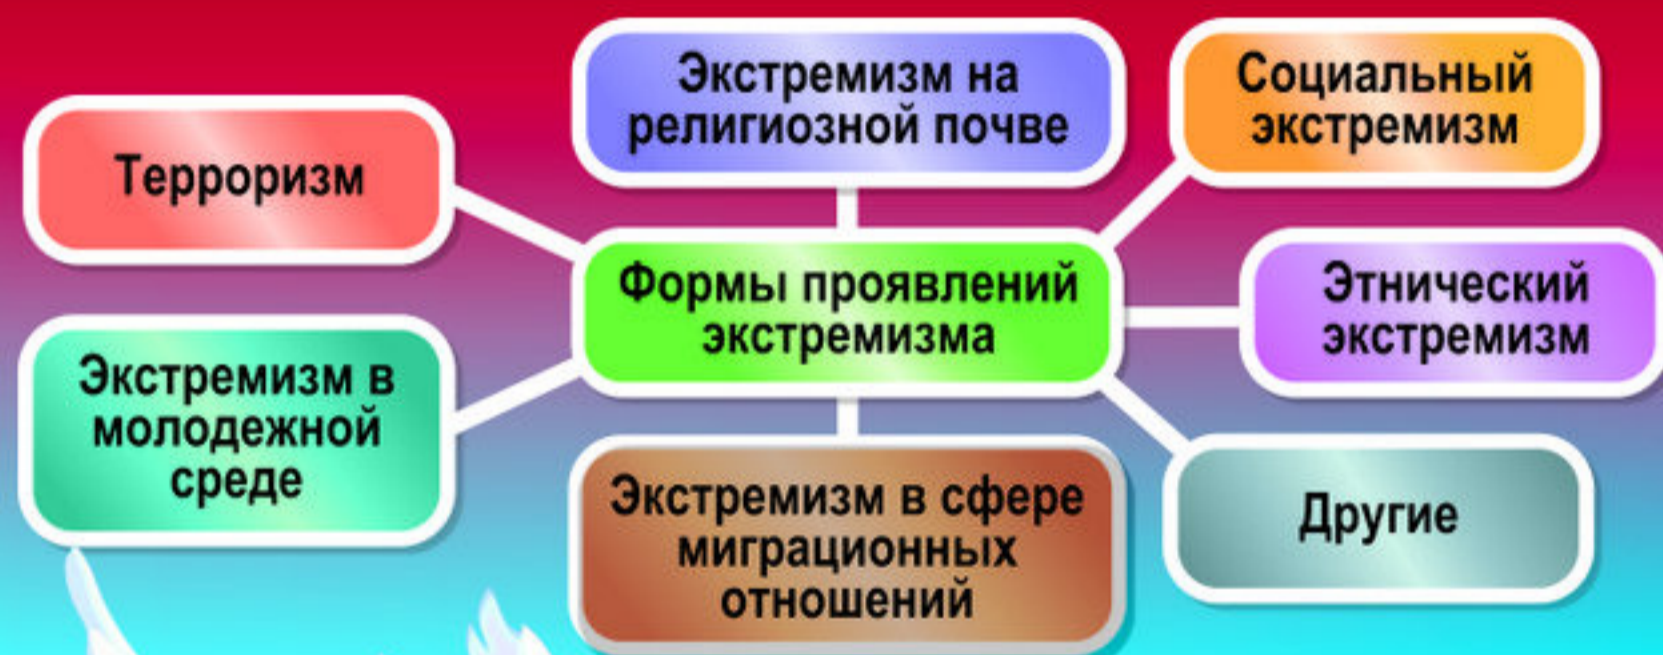 Экстремизм на
религиозной почве
Социальный
экстремизм
Терроризм
Формы проявлений
экстремизма
Этнический
экстремизм
Экстремизм в
молодежной
среде
Экстремизм в сфере
миграционных
отношений
Другие